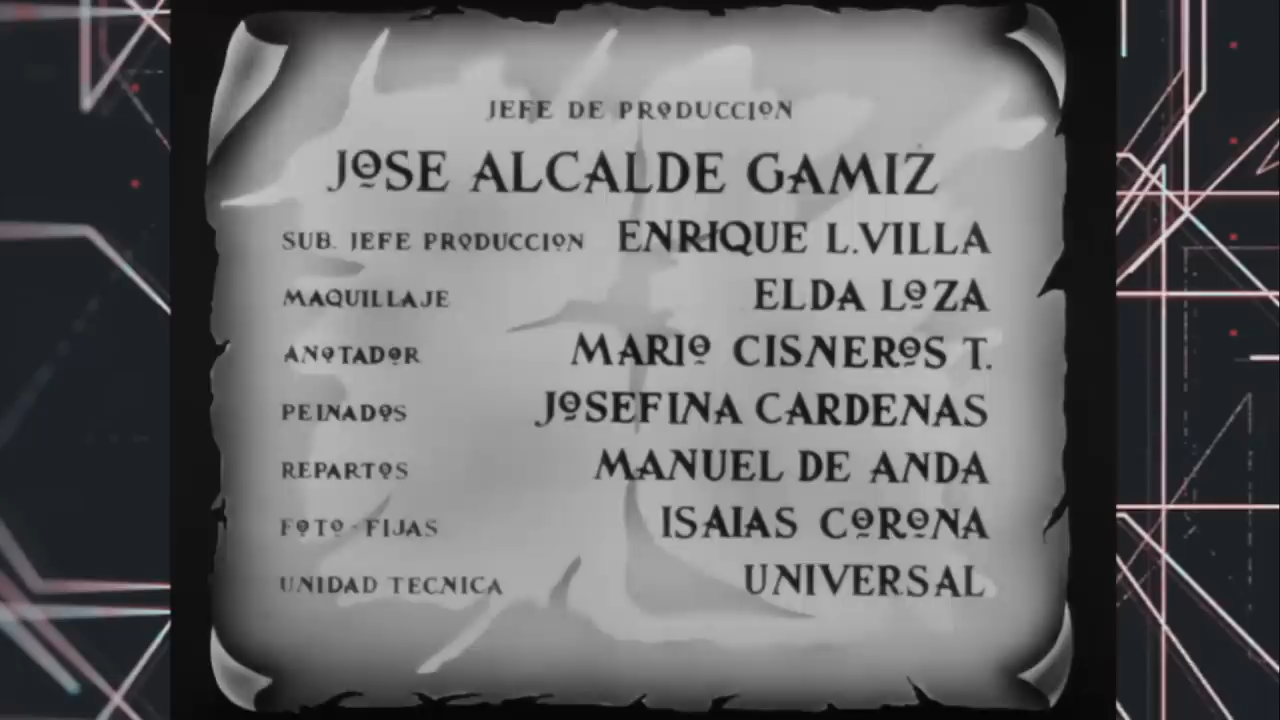 JEFE DE PRODUCCION
JOSE ALCALDE GAMIZ
SUB. JEFE PRODUCCION ENRIQUE L.VILLA
MAQUILLAJE ELDA LOZA
ANOTADOR MARIO CISNEROS T.
PEINADOS JOSEFINA CARDENAS
REPARTOS MANUEL DE ANDA
FOTO-FIJAS ISAIAS CORONA
UNIDAD TECNICA UNIVERSAL